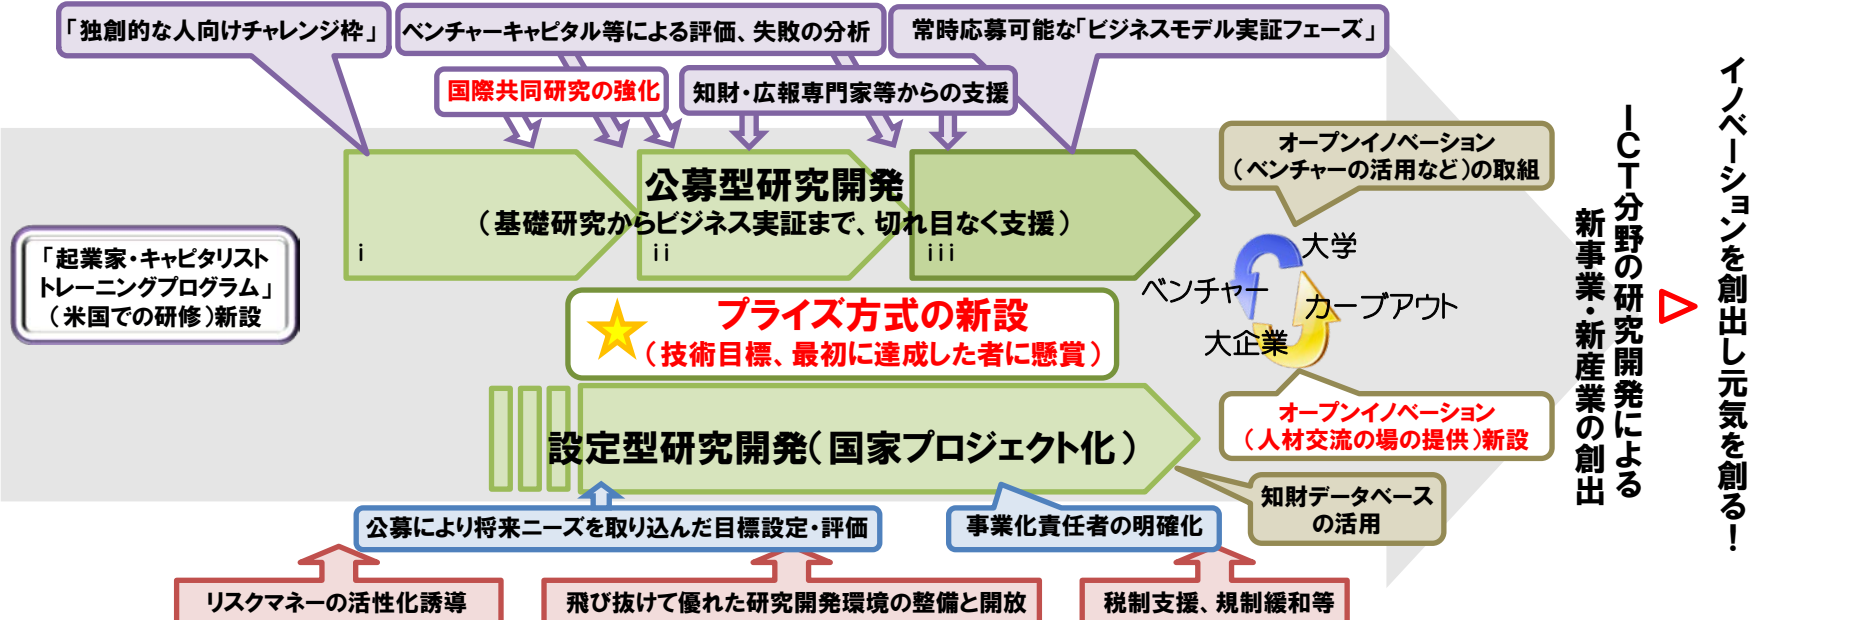 「独創的な人向けチャレンジ枠」
ベンチャーキャピタル等による評価、失敗の分析
常時応募可能な「ビジネスモデル実証フェーズ」
国際共同研究の強化
知財・広報専門家等からの支援
公募型研究開発
（基礎研究からビジネス実証まで、切れ目なく支援）
i
ii
iii
「起業家・キャピタリスト
トレーニングプログラム」
（米国での研修）新設
プライズ方式の新設
（技術目標、最初に達成した者に懸賞）
設定型研究開発（国家プロジェクト化）
オープンイノベーション
（ベンチャーの活用など）の取組
大学
ベンチャー
カーブアウト
大企業
オープンイノベーション
（人材交流の場の提供）新設
知財データベース
の活用
公募により将来ニーズを取り込んだ目標設定・評価
事業化責任者の明確化
リスクマネーの活性化誘導
飛び抜けて優れた研究開発環境の整備と開放
税制支援、規制緩和等
ＩＣＴ分野の研究開発による
新事業・新産業の創出
イノベーションを創出し元気を創る！